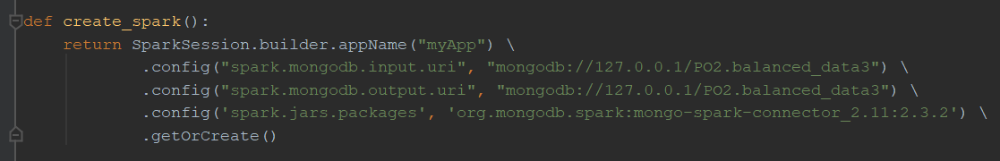 def create_spark():
    return SparkSession.builder.appName("myApp") \
            .config("spark.mongodb.input.uri", "mongodb://127.0.0.1/PO2.balanced_data3") \
            .config("spark.mongodb.output.uri", "mongodb://127.0.0.1/PO2.balanced_data3") \
            .config('spark.jars.packages', 'org.mongodb.spark:mongo-spark-connector_2.11:2.3.2') \
            .getOrCreate()